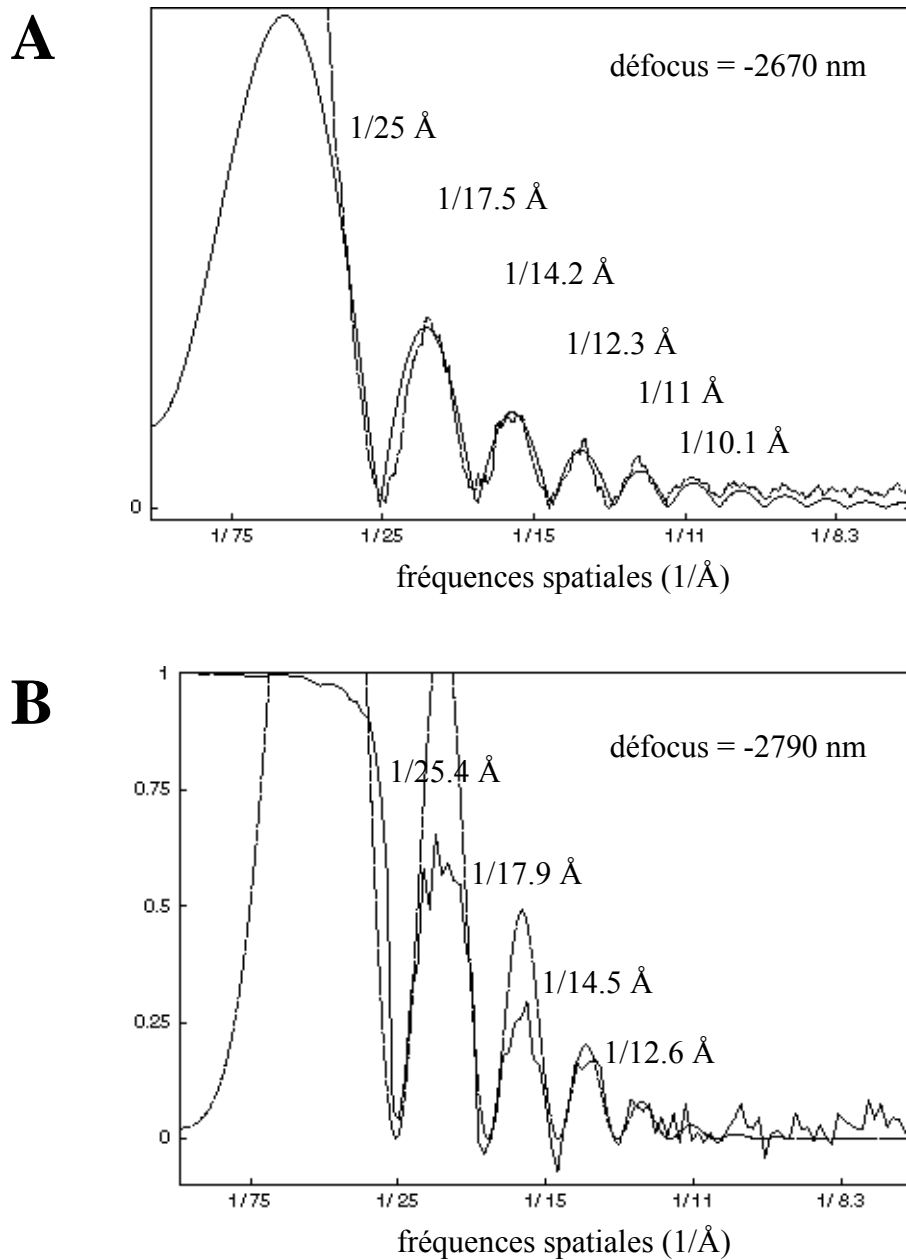 A
défocus = -2670 nm
1/25 Å
1/17.5 Å
1/14.2 Å
1/12.3 Å
1/11 Å
1/10.1 Å
0
1/75 1/25 1/15 1/11 1/8.3
fréquences spatiales (1/Å)
B
1
défocus = -2790 nm
0.75
1/25.4 Å
1/17.9 Å
0.5
1/14.5 Å
0.25
1/12.6 Å
0
1/75 1/25 1/15 1/11 1/8.3
fréquences spatiales (1/Å)